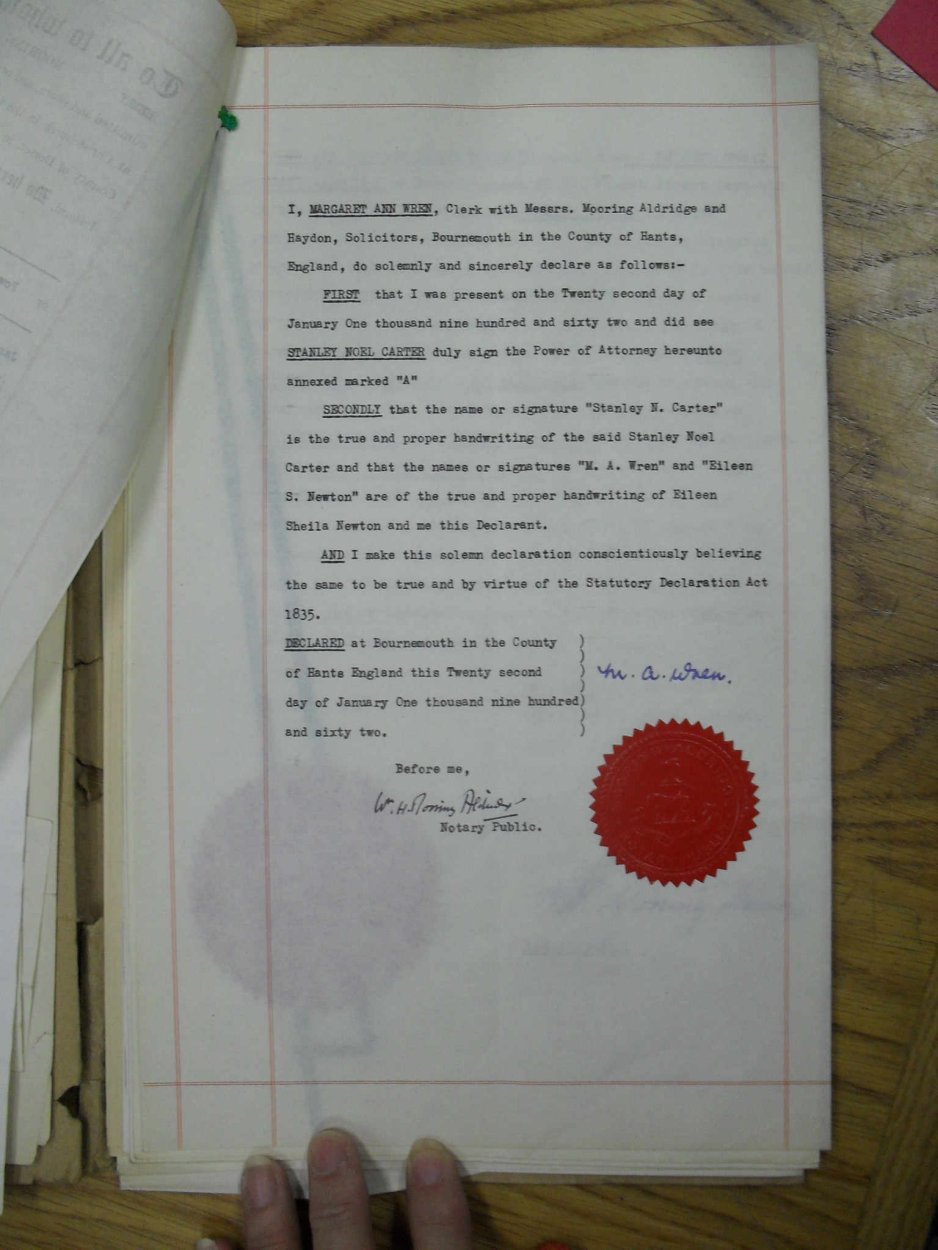 To all to whom
I, MARGARET ANN WREN, Clerk with Messrs. Mooring Aldridge and
Haydon, Solicitors, Bournemouth in the County of Hants,
England, do solemnly and sincerely declare as follows:-
FIRST that I was present on the Twenty second day of
January One thousand nine hundred and sixty two and did see
STANLEY NOEL CARTER duly sign the Power of Attorney hereunto
annexed marked "A"
SECONDLY that the name or signature "Stanley N. Carter"
is the true and proper handwriting of the said Stanley Noel
Carter and that the names or signatures "M. A. Wren" and "Eileen
S. Newton" are of the true and proper handwriting of Eileen
Sheila Newton and me this Declarant.
AND I make this solemn declaration conscientiously believing
the same to be true and by virtue of the Statutory Declaration Act
1835.
DECLARED at Bournemouth in the County )
of Hants England this Twenty second ) M. A. Wren.
day of January One thousand nine hundred)
and sixty two. )
Before me,
Wm. H. Mooring Aldridge
Notary Public.